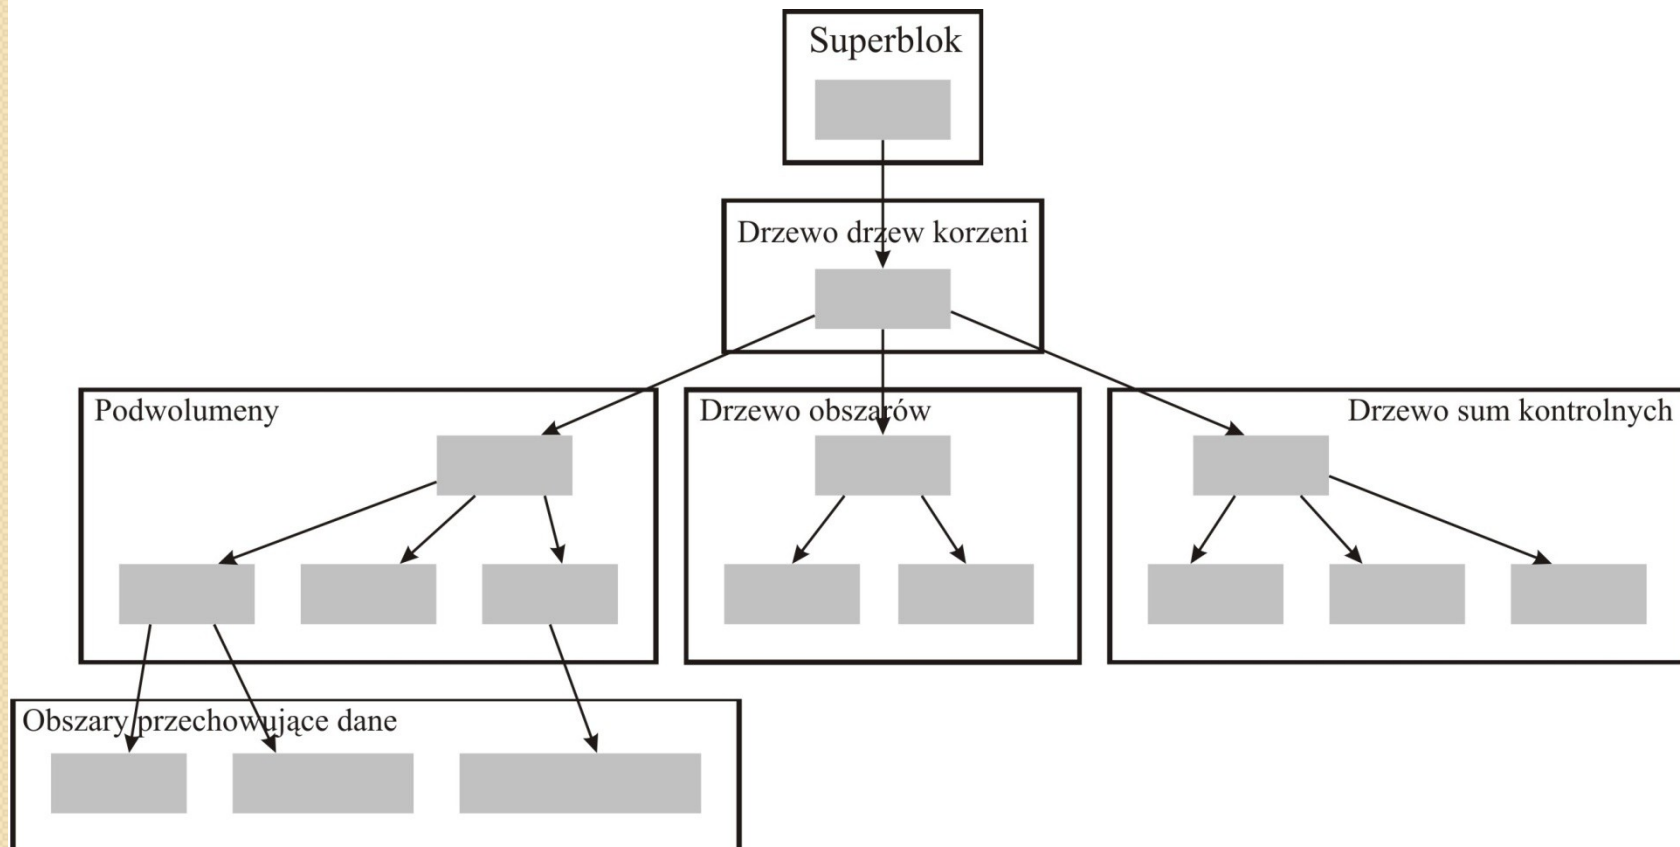 Superblok
Drzewo drzew korzeni
Podwolumeny
Drzewo obszarów
Drzewo sum kontrolnych
Obszary przechowujące dane